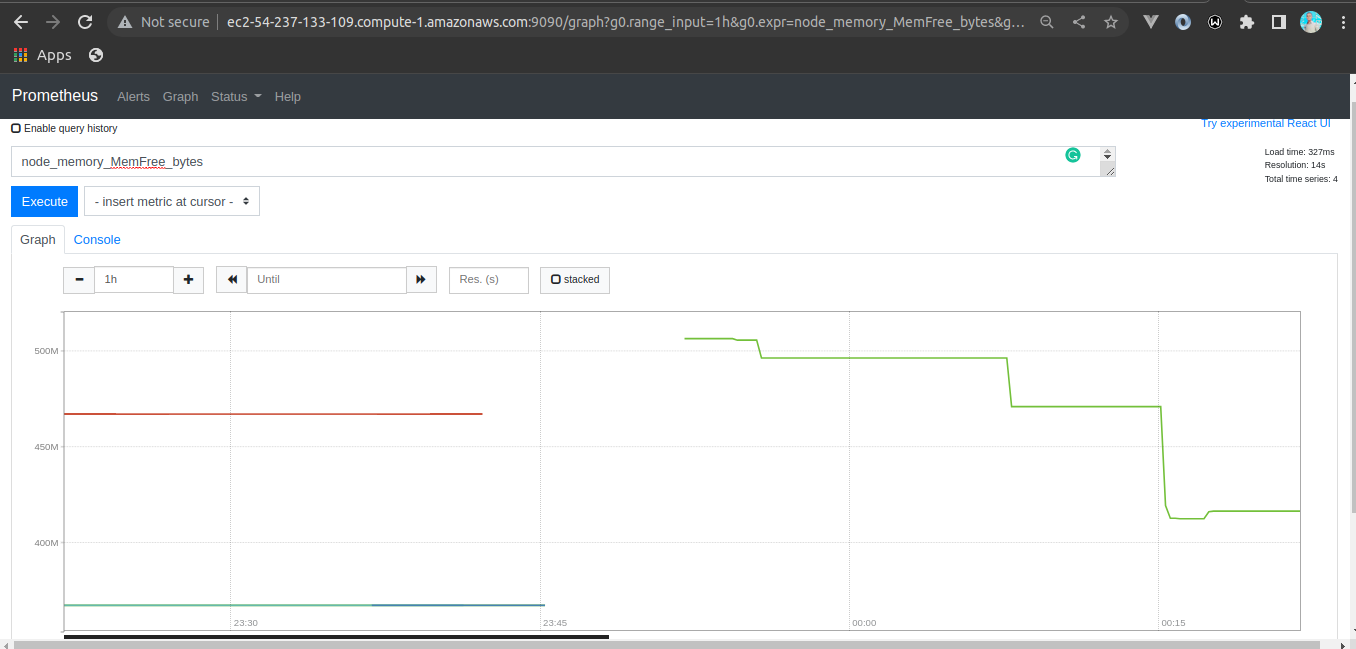 Not secure | ec2-54-237-133-109.compute-1.amazonaws.com:9090/graph?g0.range_input=1h&g0.expr=node_memory_MemFree_bytes&g...
Apps
Prometheus Alerts Graph Status Help
Enable query history
Try experimental React UI
node_memory_MemFree_bytes
Load time: 327ms
Resolution: 14s
Total time series: 4
Execute - insert metric at cursor -
Graph Console
1h Until Res. (s) stacked
500M
450M
400M
23:30 23:45 00:00 00:15